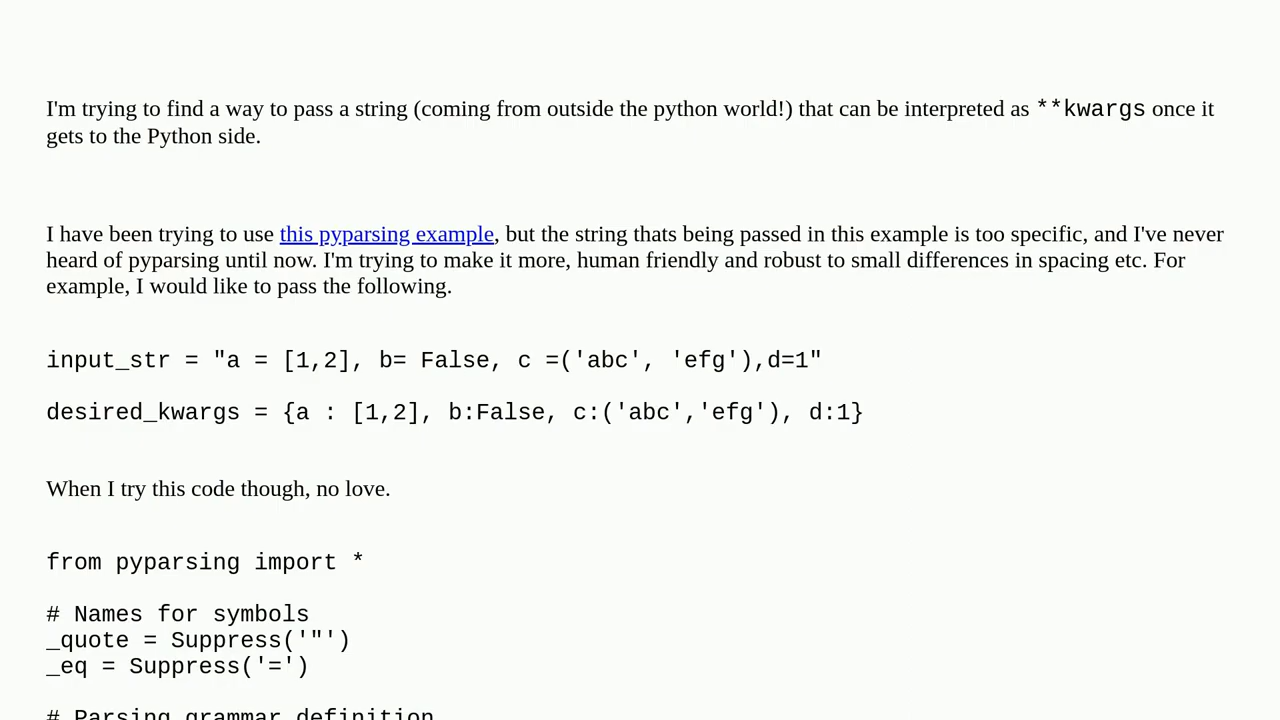 I'm trying to find a way to pass a string (coming from outside the python world!) that can be interpreted as **kwargs once it
gets to the Python side.
I have been trying to use this pyparsing example, but the string thats being passed in this example is too specific, and I've never
heard of pyparsing until now. I'm trying to make it more, human friendly and robust to small differences in spacing etc. For
example, I would like to pass the following.
input_str = "a = [1,2], b= False, c =('abc', 'efg'),d=1"
desired_kwargs = {a : [1,2], b:False, c:('abc','efg'), d:1}
When I try this code though, no love.
from pyparsing import *
# Names for symbols
_quote = Suppress('"')
_eq = Suppress('=')
# Parsing grammar definition